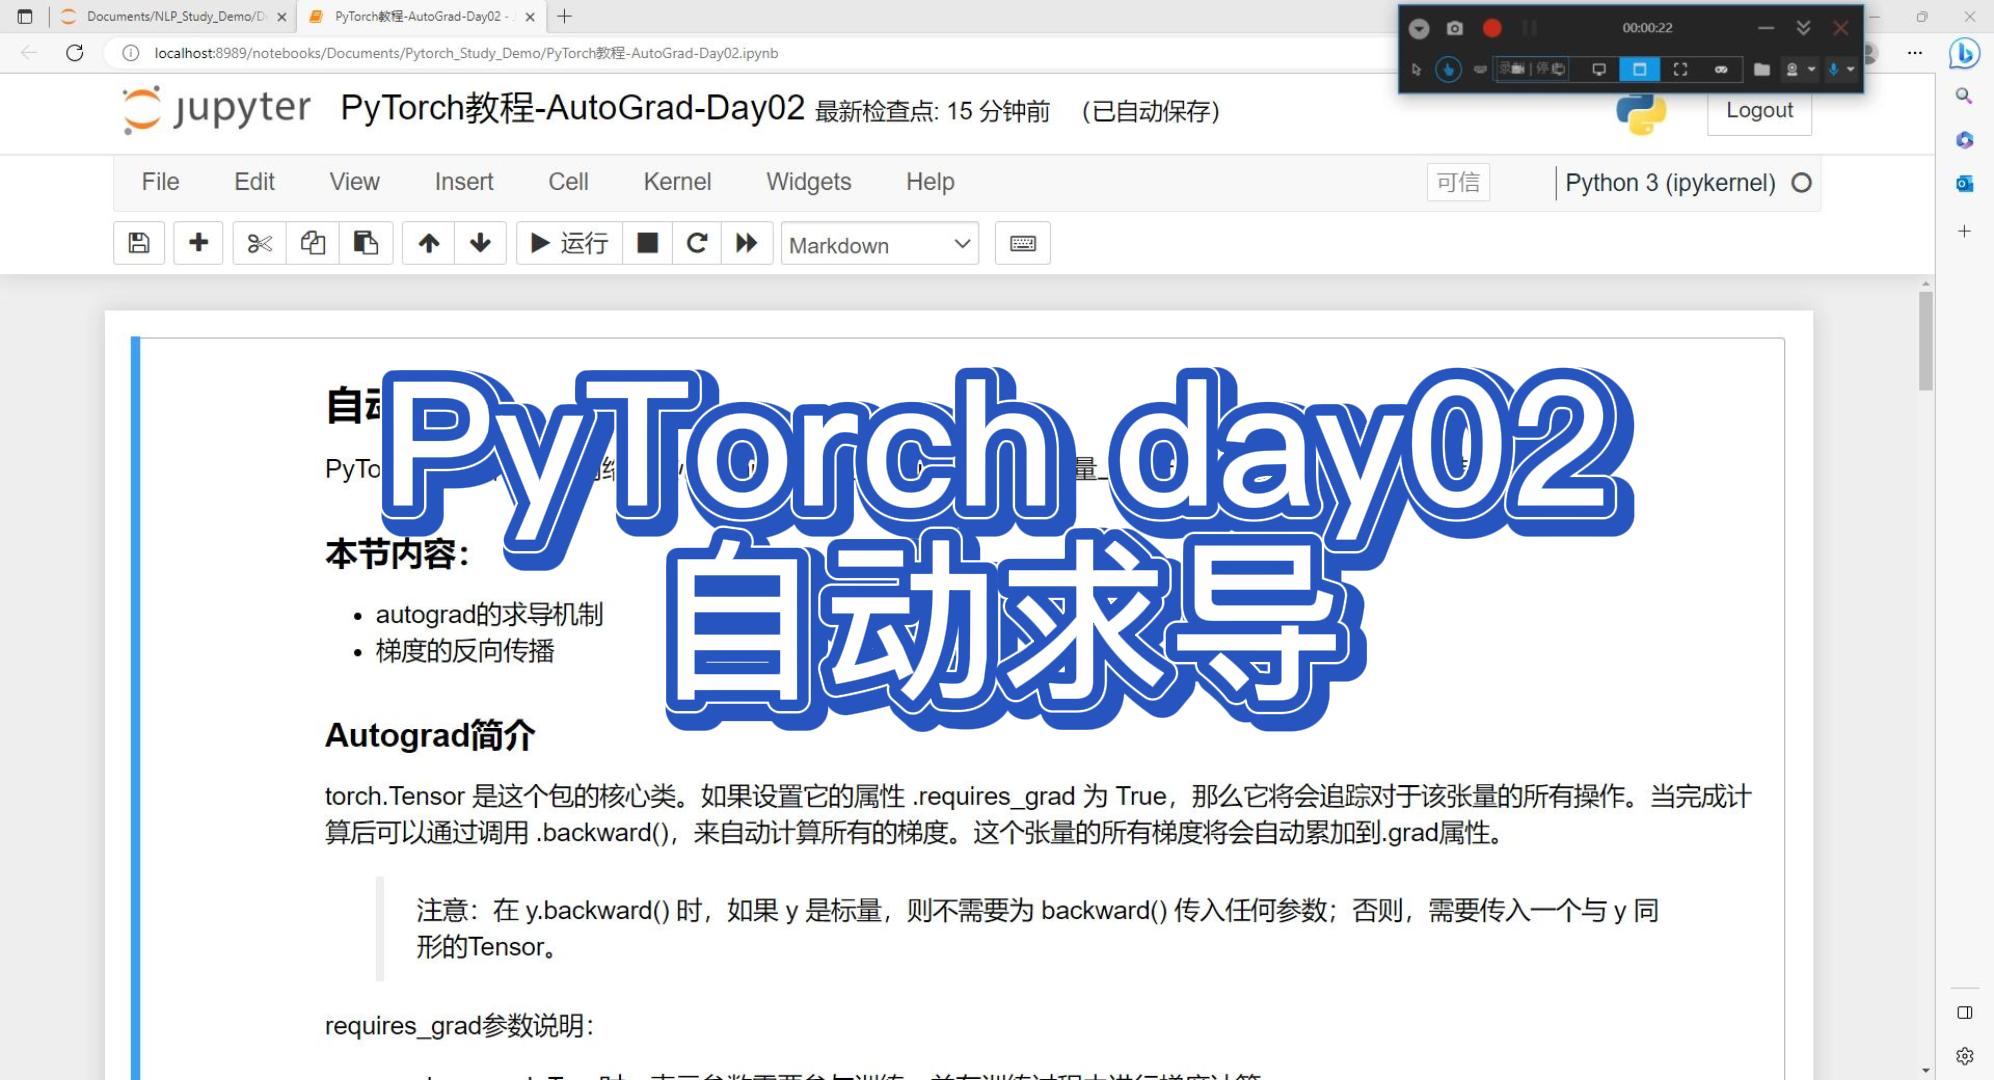 Documents/NLP_Study_Demo/D
PyTorch教程-AutoGrad-Day02 -
00:00:22
localhost:8989/notebooks/Documents/Pytorch_Study_Demo/PyTorch教程-AutoGrad-Day02.ipynb
jupyter PyTorch教程-AutoGrad-Day02 最新检查点: 15 分钟前 (已自动保存)
Logout
File Edit View Insert Cell Kernel Widgets Help
可信 Python 3 (ipykernel)
运行 Markdown
PyTorch day02
自动求导
自动
PyTo
本节内容：
autograd的求导机制
梯度的反向传播
Autograd简介
torch.Tensor 是这个包的核心类。如果设置它的属性 .requires_grad 为 True，那么它将会追踪对于该张量的所有操作。当完成计
算后可以通过调用 .backward()，来自动计算所有的梯度。这个张量的所有梯度将会自动累加到.grad属性。
注意：在 y.backward() 时，如果 y 是标量，则不需要为 backward() 传入任何参数；否则，需要传入一个与 y 同
形的Tensor。
requires_grad参数说明：